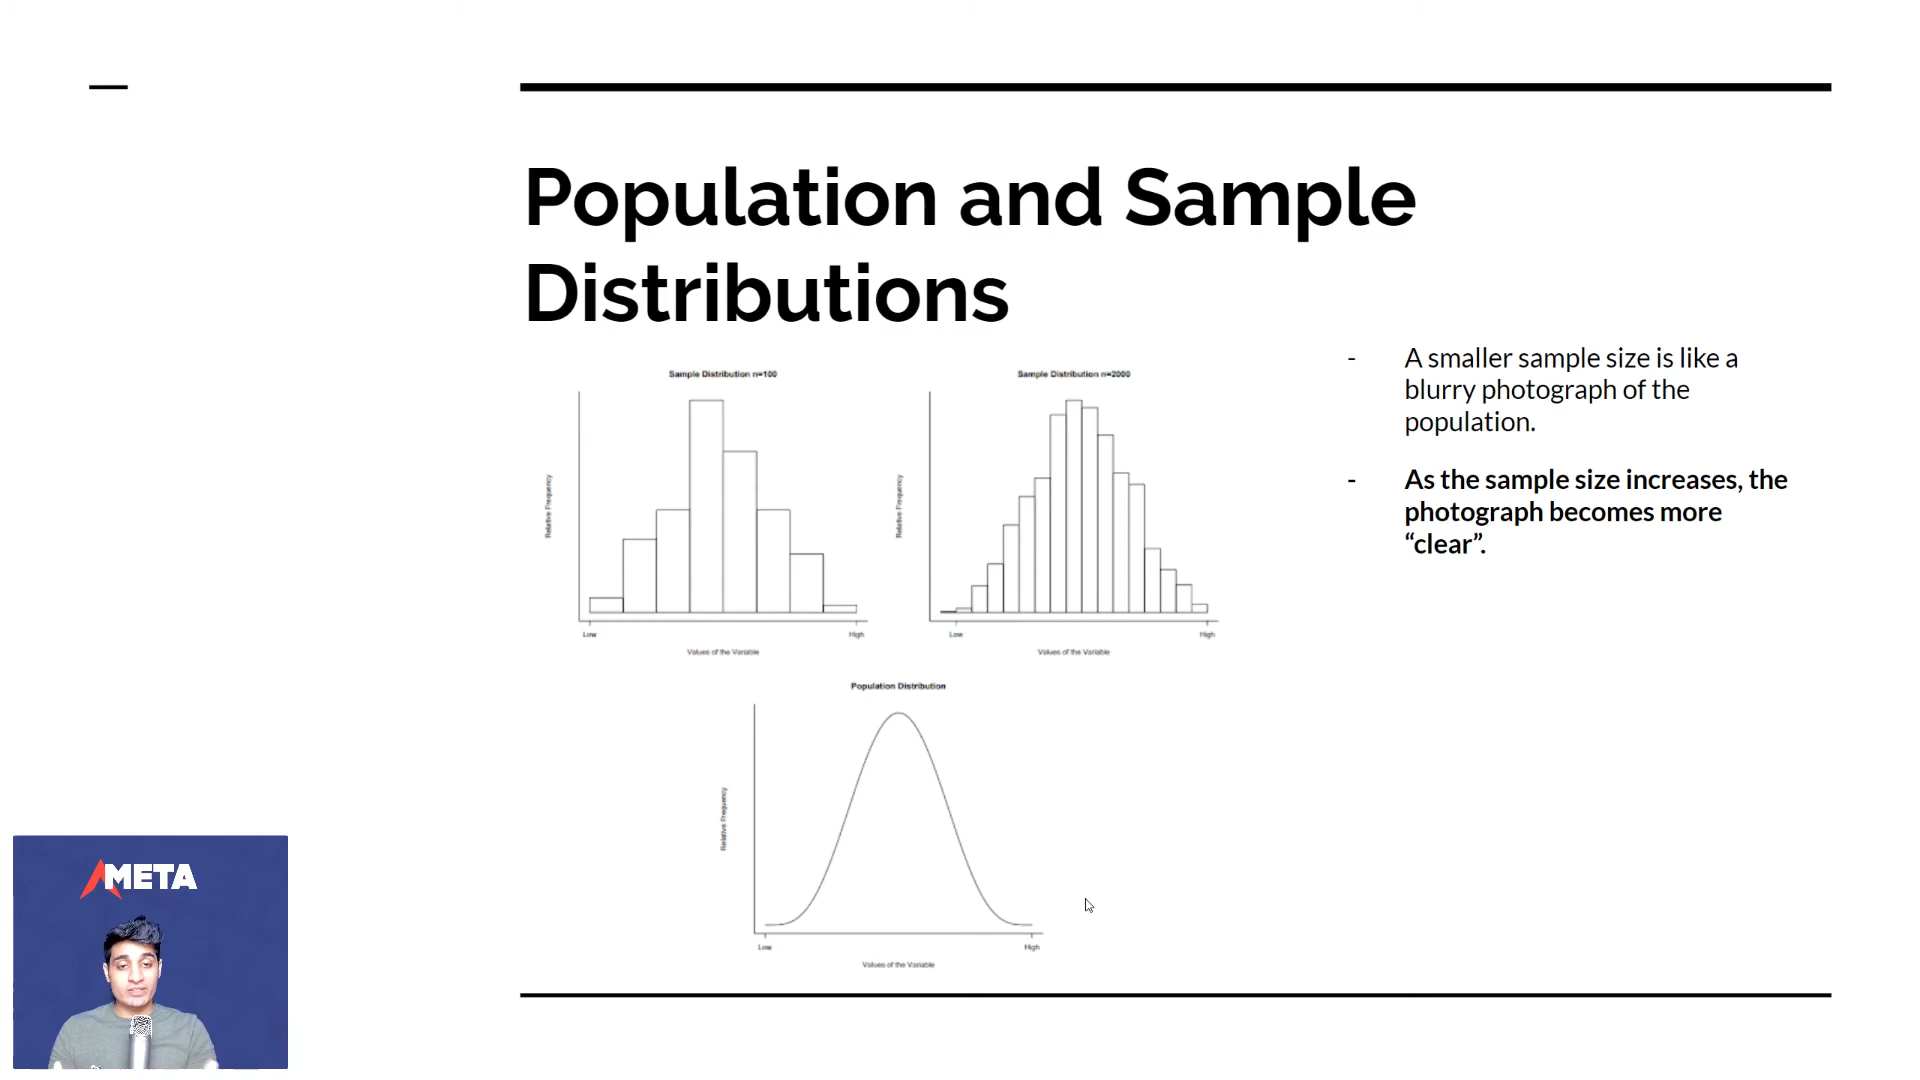 Population and Sample
Distributions
Sample Distribution n=100
Relative Frequency
Low
High
Values of the Variable
Sample Distribution n=2000
Relative Frequency
Low
High
Values of the Variable
Population Distribution
Relative Frequency
Low
High
Values of the Variable
- A smaller sample size is like a
blurry photograph of the
population.
- As the sample size increases, the
photograph becomes more
“clear”.
META